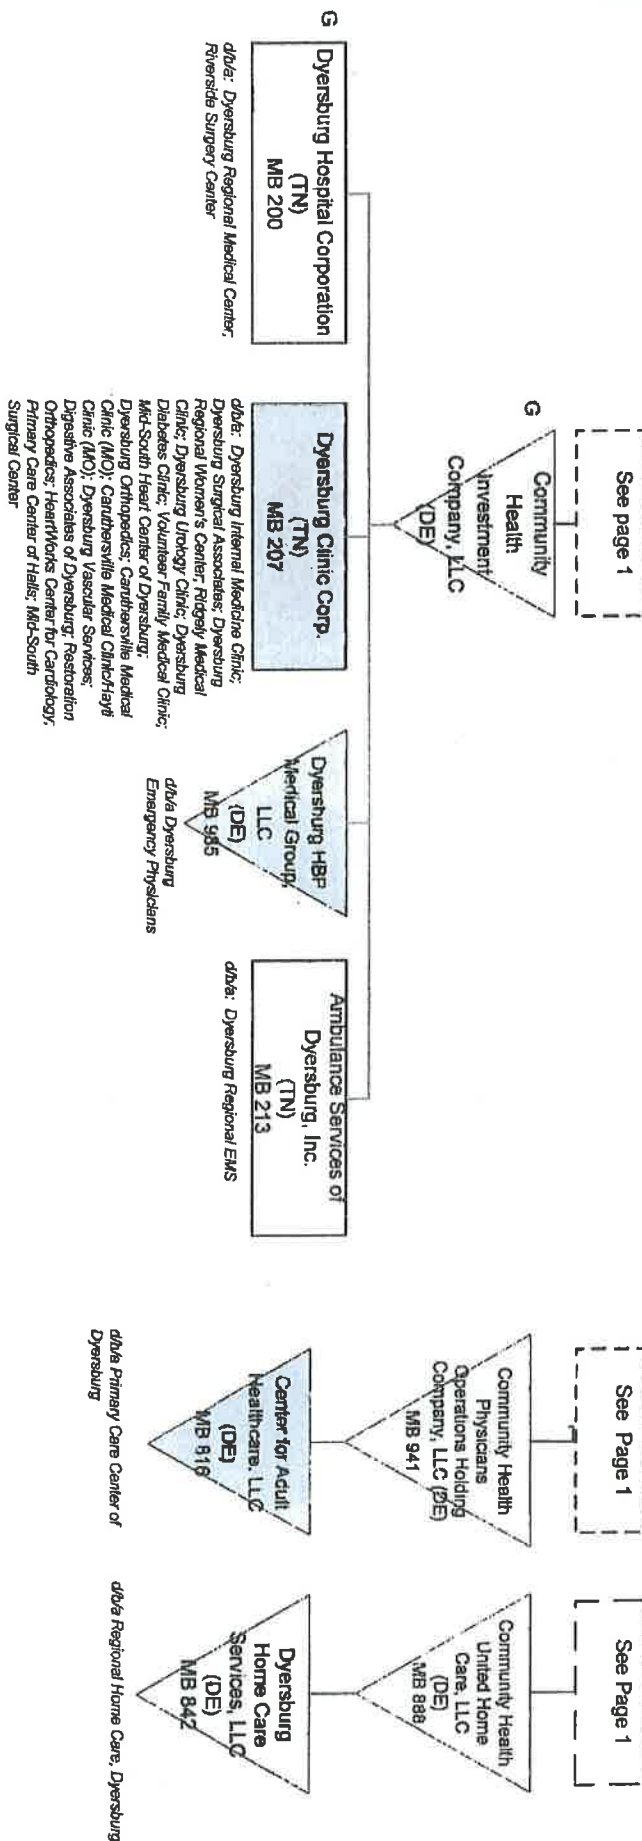 See page 1
G
Community
Health
Investment
Company, LLC
(DE)
G
Dyersburg Hospital Corporation
(TN)
MB 200
d/b/a: Dyersburg Regional Medical Center;
Riverside Surgery Center
Dyersburg Clinic Corp.
(TN)
MB 207
d/b/a: Dyersburg Internal Medicine Clinic;
Dyersburg Surgical Associates; Dyersburg
Regional Women's Center; Ridgely Medical
Clinic; Dyersburg Urology Clinic; Dyersburg
Diabetes Clinic; Volunteer Family Medical Clinic;
Mid-South Heart Center of Dyersburg;
Dyersburg Orthopedics; Caruthersville Medical
Clinic (MO); Caruthersville Medical Clinic/Hayti
Clinic (MO); Dyersburg Vascular Services;
Digestive Associates of Dyersburg; Restoration
Orthopedics; HeartWorks Center for Cardiology;
Primary Care Center of Halls; Mid-South
Surgical Center
Dyersburg HBP
Medical Group,
LLC
(DE)
MB 985
d/b/a Dyersburg
Emergency Physicians
Ambulance Services of
Dyersburg, Inc.
(TN)
MB 213
d/b/a: Dyersburg Regional EMS
See Page 1
Community Health
Physicians
Operations Holding
Company, LLC (DE)
MB 941
Center for Adult
Healthcare, LLC
(DE)
MB 816
d/b/a Primary Care Center of
Dyersburg
See Page 1
Community Health
United Home
Care, LLC
(DE)
MB 888
Dyersburg
Home Care
Services, LLC
(DE)
MB 842
d/b/a Regional Home Care, Dyersburg